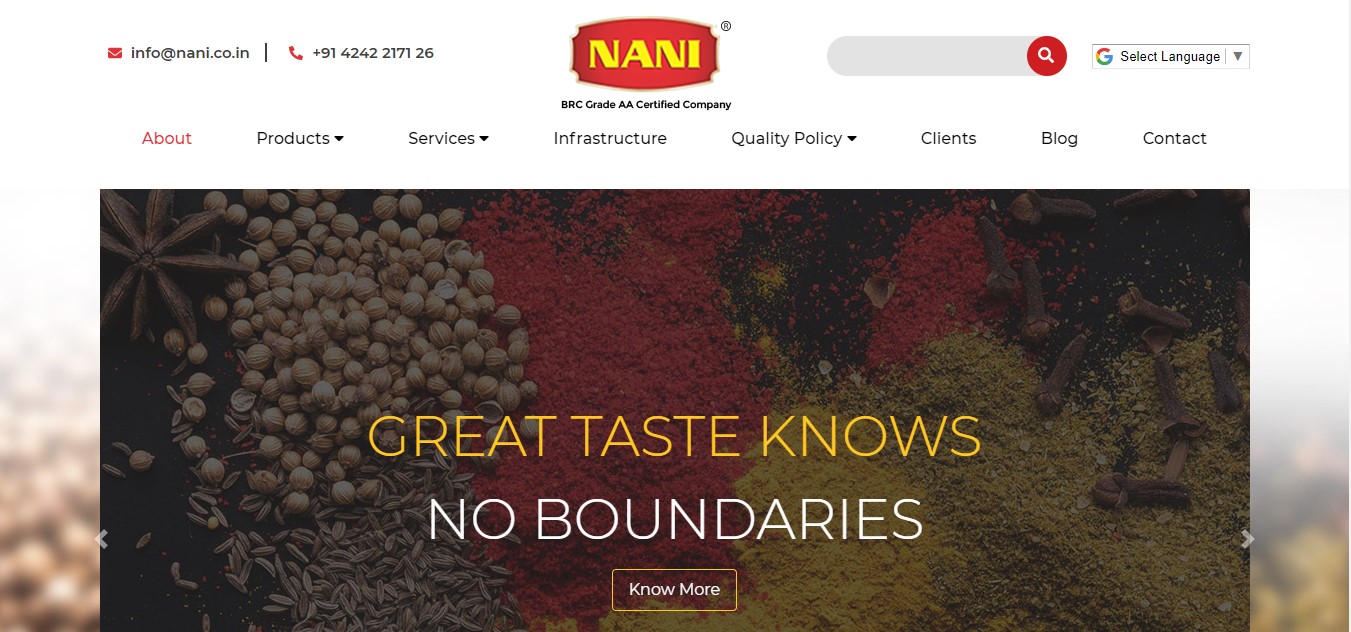 info@nani.co.in
+91 4242 2171 26
NANI ®
BRC Grade AA Certified Company
Select Language ▼
About Products Services Infrastructure Quality Policy Clients Blog Contact
GREAT TASTE KNOWS
NO BOUNDARIES
Know More